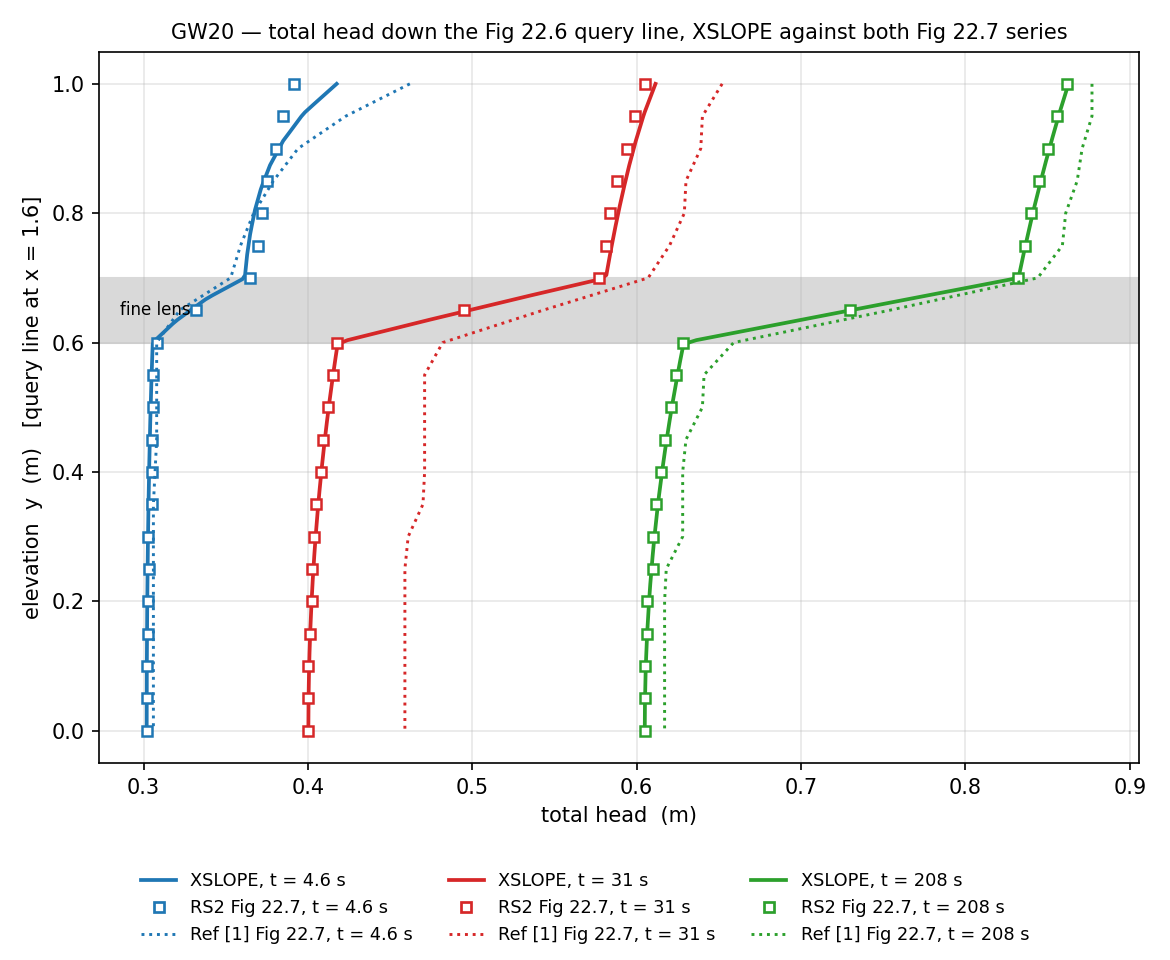 GW20 — total head down the Fig 22.6 query line, XSLOPE against both Fig 22.7 series
elevation y (m) [query line at x = 1.6]
1.0
0.8
0.6
0.4
0.2
0.0
fine lens
0.3 0.4 0.5 0.6 0.7 0.8 0.9
total head (m)
XSLOPE, t = 4.6 s
RS2 Fig 22.7, t = 4.6 s
Ref [1] Fig 22.7, t = 4.6 s
XSLOPE, t = 31 s
RS2 Fig 22.7, t = 31 s
Ref [1] Fig 22.7, t = 31 s
XSLOPE, t = 208 s
RS2 Fig 22.7, t = 208 s
Ref [1] Fig 22.7, t = 208 s